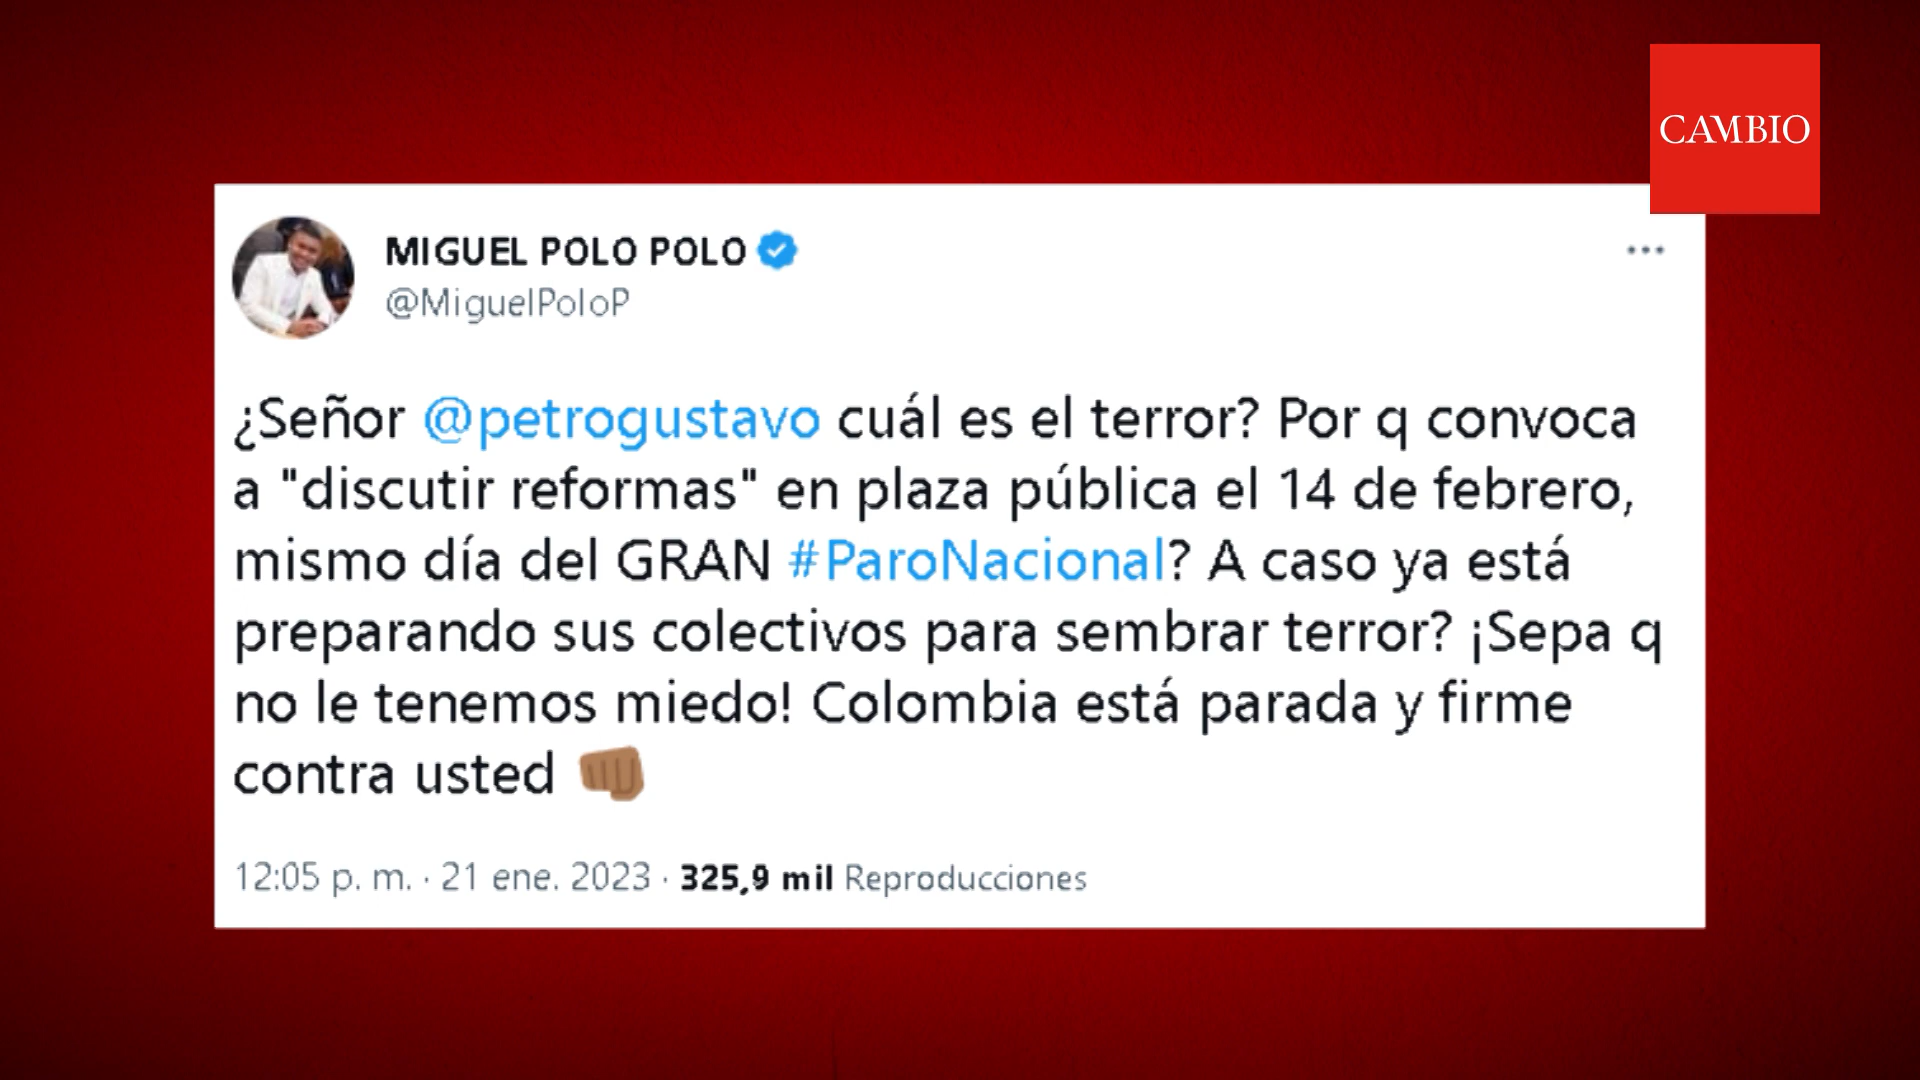 CAMBIO
MIGUEL POLO POLO
@MiguelPoloP
¿Señor @petrogustavo cuál es el terror? Por q convoca
a "discutir reformas" en plaza pública el 14 de febrero,
mismo día del GRAN #ParoNacional? A caso ya está
preparando sus colectivos para sembrar terror? ¡Sepa q
no le tenemos miedo! Colombia está parada y firme
contra usted 👊🏾
12:05 p. m. · 21 ene. 2023 · 325,9 mil Reproducciones